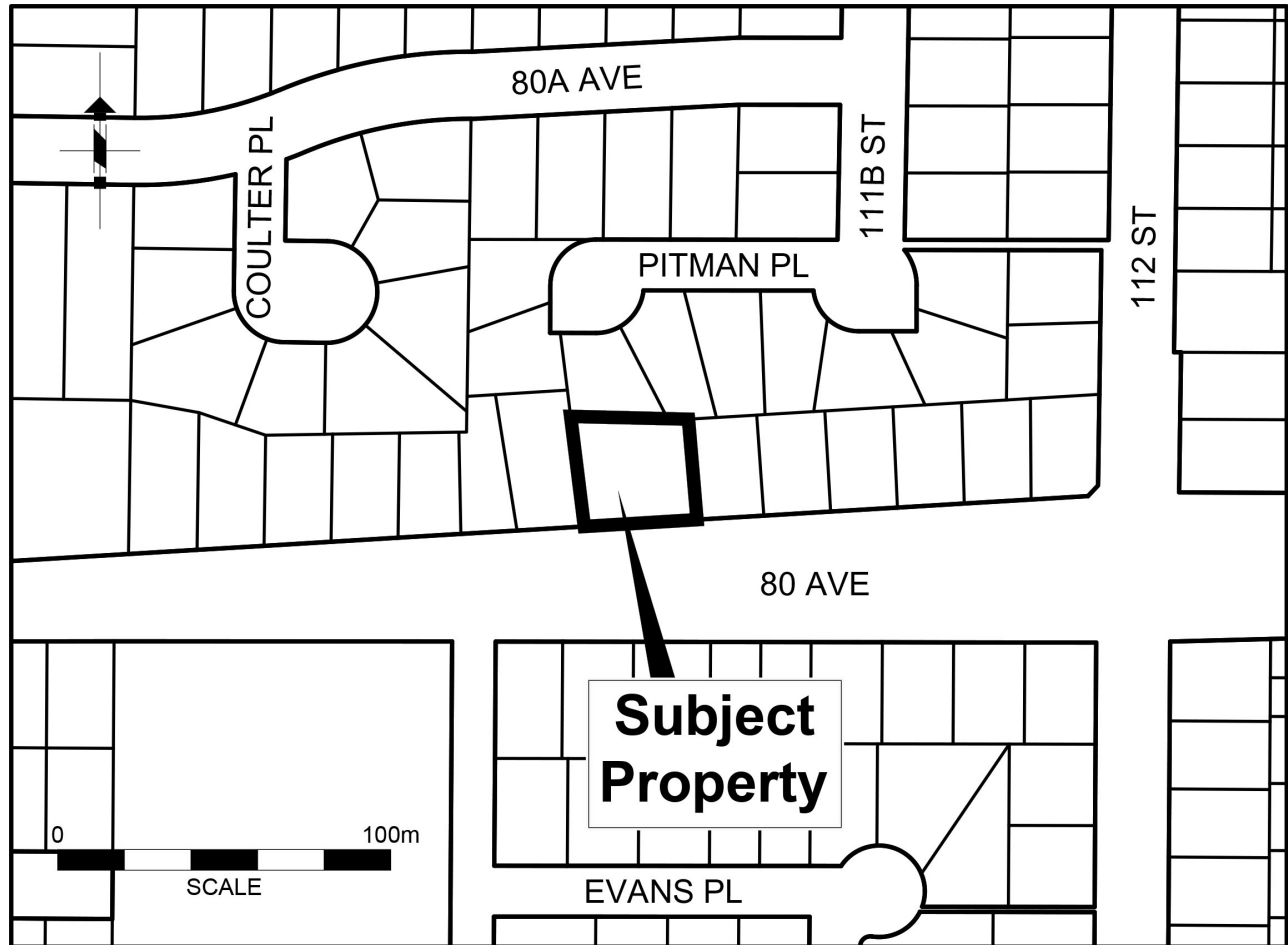 80A AVE
COULTER PL
111B ST
112 ST
PITMAN PL
80 AVE
Subject
Property
0 100m
SCALE
EVANS PL